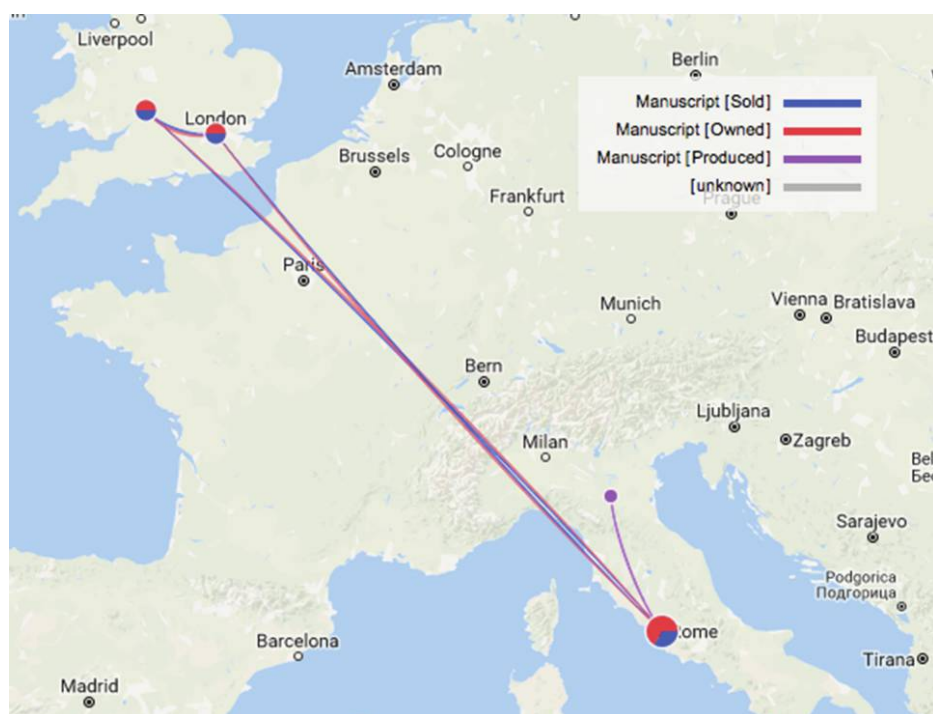 Liverpool
Amsterdam
Berlin
London
Brussels
Cologne
Frankfurt
Prague
Manuscript [Sold]
Manuscript [Owned]
Manuscript [Produced]
[unknown]
Paris
Munich
Vienna
Bratislava
Budapest
Bern
Ljubljana
Zagreb
Milan
Sarajevo
Podgorica
Подгорица
Barcelona
Tirana
Madrid